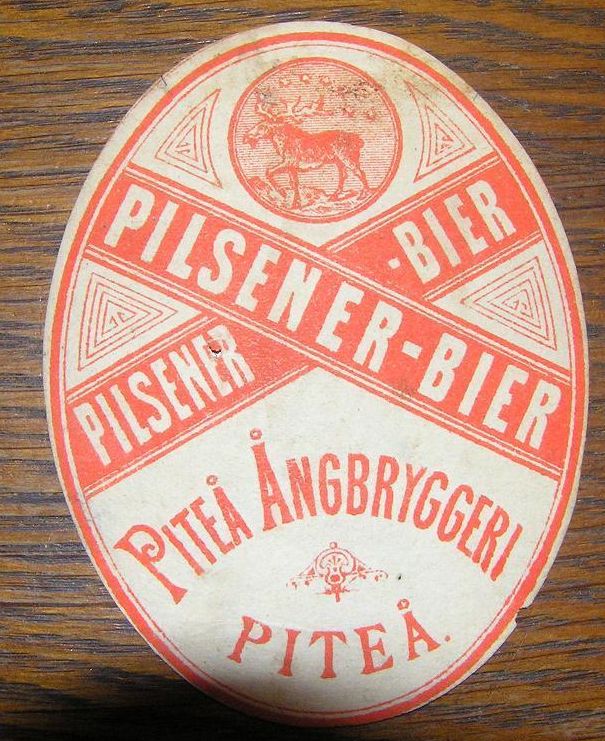 PILSENER-BIER
PILSENER -BIER
PITEÅ ÅNGBRYGGERI
PITEÅ.